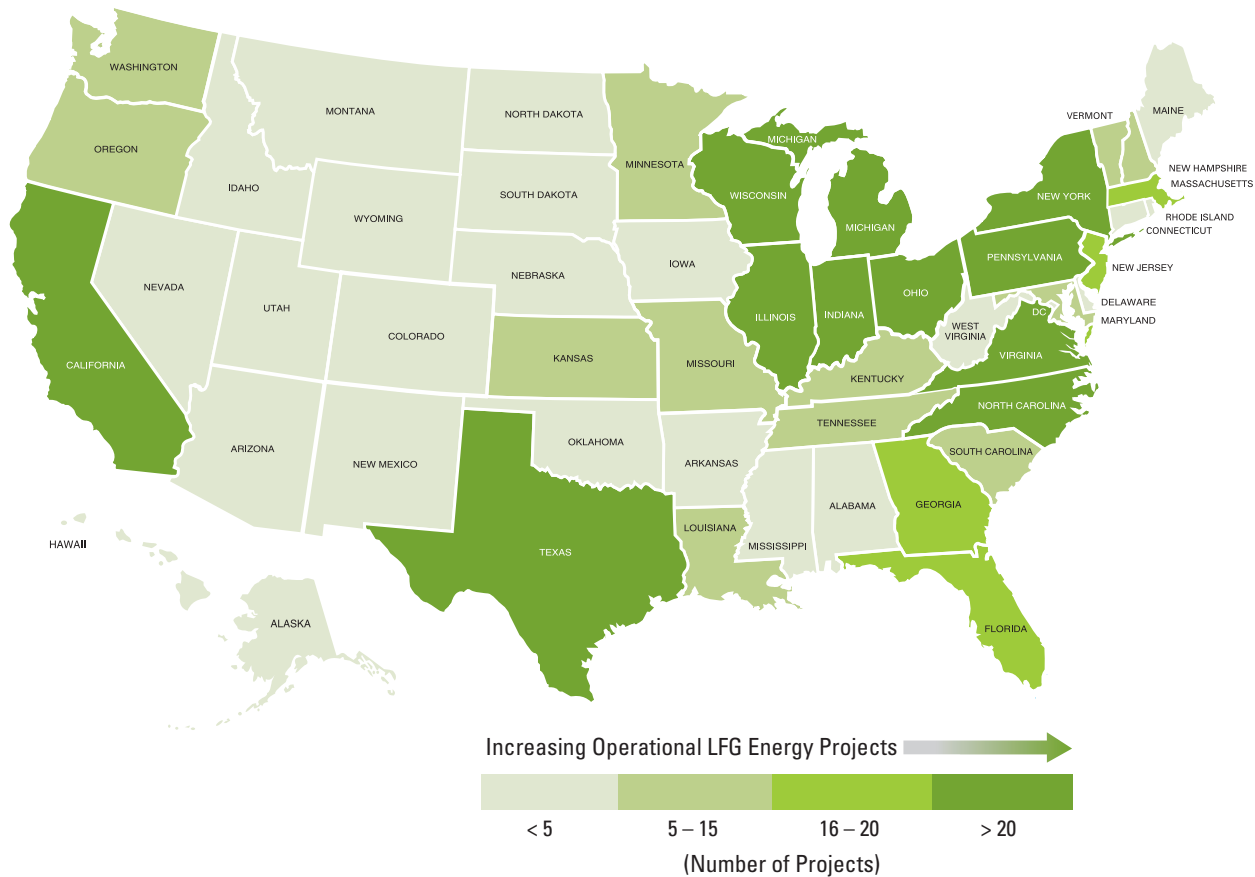 WASHINGTON
OREGON
CALIFORNIA
NEVADA
IDAHO
MONTANA
WYOMING
UTAH
COLORADO
ARIZONA
NEW MEXICO
NORTH DAKOTA
SOUTH DAKOTA
NEBRASKA
KANSAS
OKLAHOMA
TEXAS
MINNESOTA
IOWA
MISSOURI
ARKANSAS
LOUISIANA
WISCONSIN
MICHIGAN
MICHIGAN
ILLINOIS
INDIANA
OHIO
KENTUCKY
TENNESSEE
MISSISSIPPI
ALABAMA
GEORGIA
FLORIDA
SOUTH CAROLINA
NORTH CAROLINA
VIRGINIA
WEST
VIRGINIA
DC
PENNSYLVANIA
NEW YORK
VERMONT
MAINE
NEW HAMPSHIRE
MASSACHUSETTS
RHODE ISLAND
CONNECTICUT
NEW JERSEY
DELAWARE
MARYLAND
HAWAII
ALASKA
Increasing Operational LFG Energy Projects
< 5
5 – 15
16 – 20
> 20
(Number of Projects)